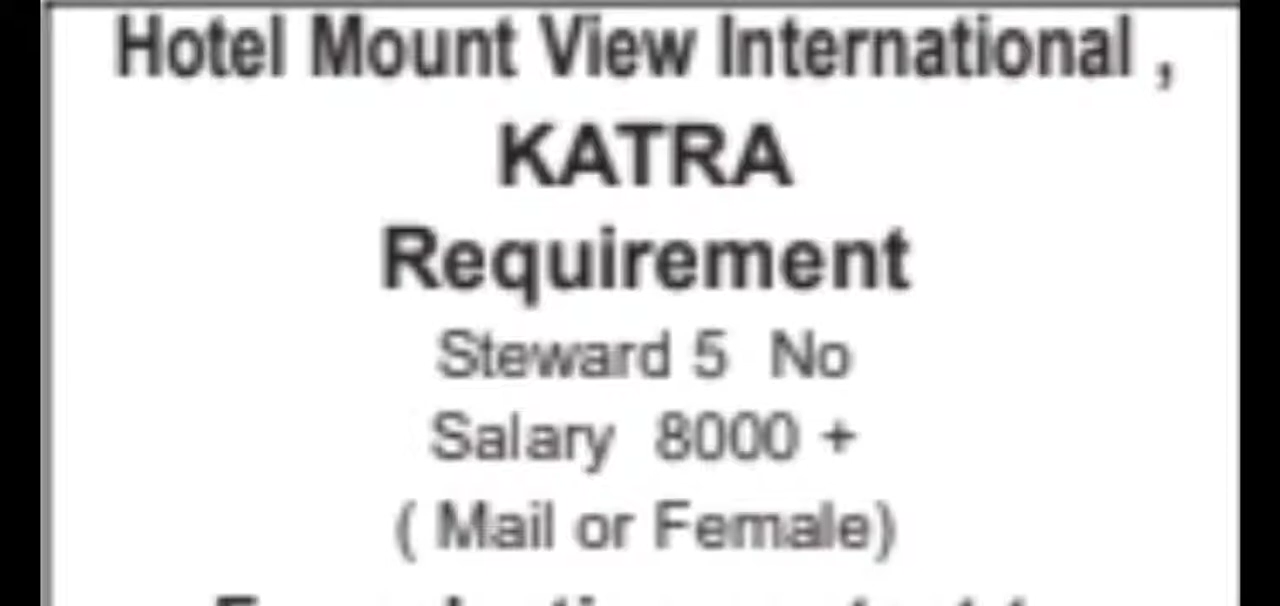 Hotel Mount View International ,
KATRA
Requirement
Steward 5 No
Salary 8000 +
( Mail or Female)